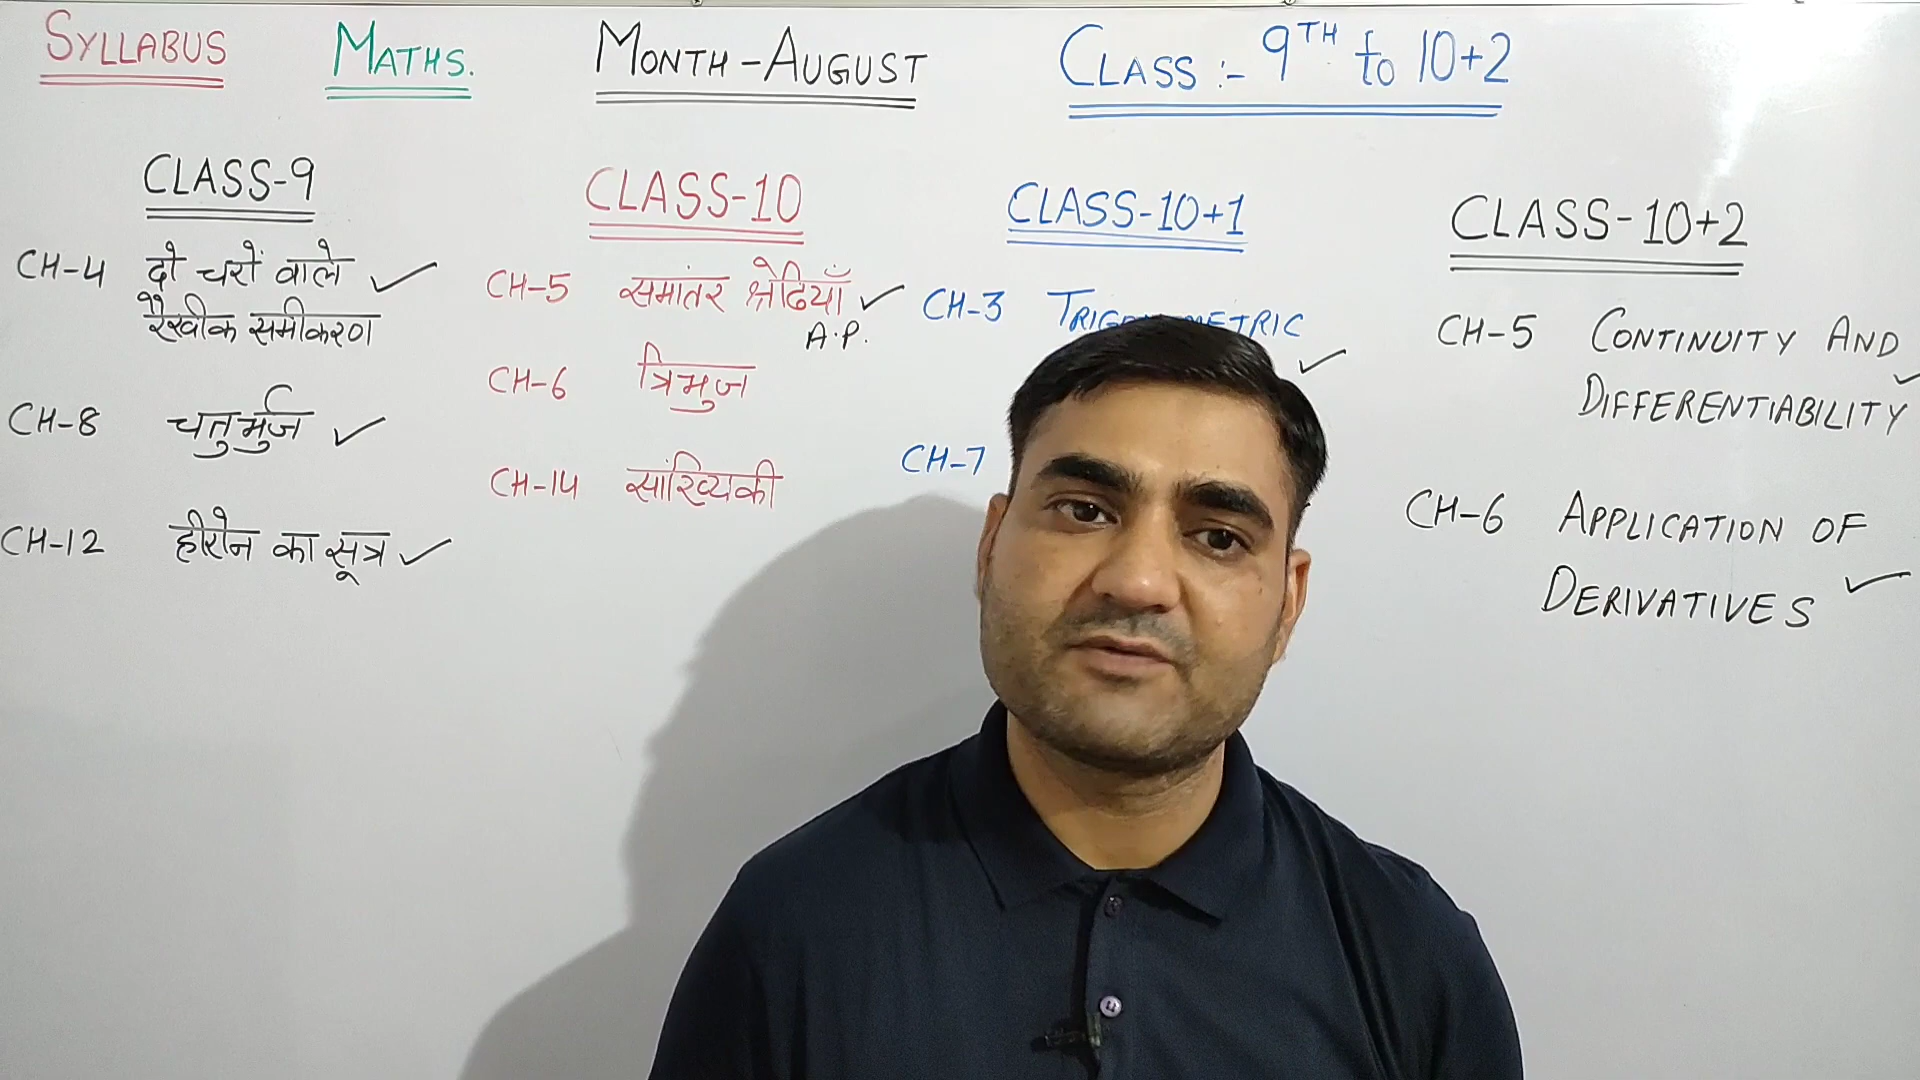 SYLLABUS MATHS. MONTH-AUGUST CLASS :- 9TH to 10+2
CLASS-9
CH-4 दो चरों वाले ✓
रैखीक समीकरण
CH-8 चतुर्भुज ✓
CH-12 हीरोन का सूत्र ✓
CLASS-10
CH-5 समांतर श्रेढियाँ ✓
A.P.
CH-6 त्रिभुज
CH-14 सांख्यिकी
CLASS-10+1
CH-3
✓
CH-7
CLASS-10+2
CH-5 CONTINUITY AND
DIFFERENTIABILITY ✓
CH-6 APPLICATION OF
DERIVATIVES ✓